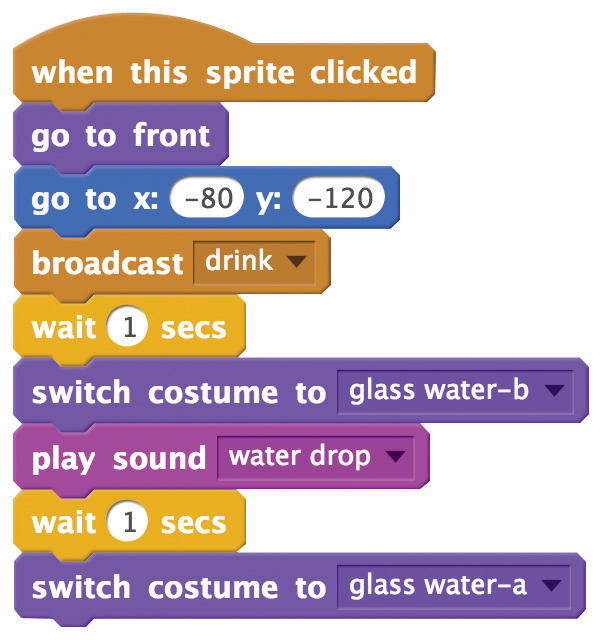 when this sprite clicked
go to front
go to x: -80 y: -120
broadcast drink
wait 1 secs
switch costume to glass water-b
play sound water drop
wait 1 secs
switch costume to glass water-a